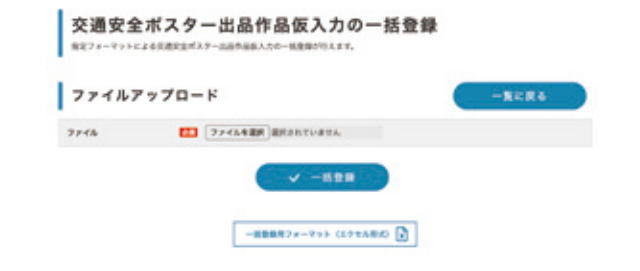 交通安全ポスター出品作品仮入力の一括登録
指定フォーマットによる交通安全ポスター出品作品仮入力の一括登録が行えます。
ファイルアップロード
一覧に戻る
ファイル 必須 ファイルを選択 選択されていません
一括登録
一括登録用フォーマット（エクセル形式）